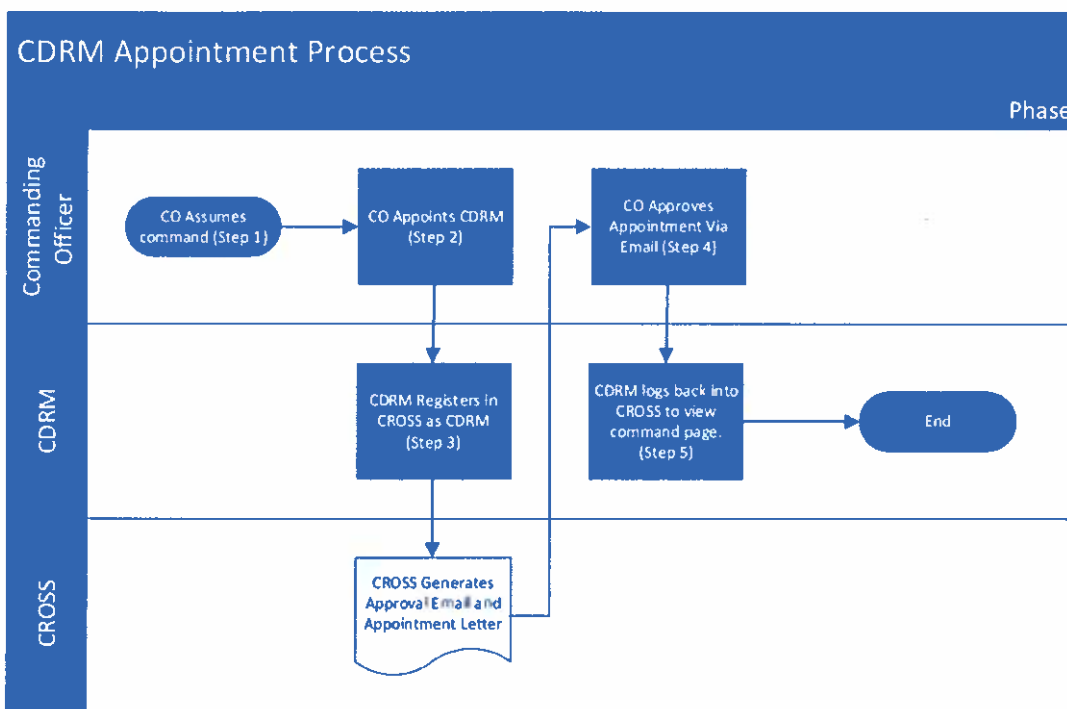 CDRM Appointment Process
Phase
Commanding
Officer
CO Assumes
command (Step 1)
CO Appoints CDRM
(Step 2)
CO Approves
Appointment Via
Email (Step 4)
CDRM
CDRM Registers in
CROSS as CDRM
(Step 3)
CDRM logs back into
CROSS to view
command page.
(Step 5)
End
CROSS
CROSS Generates
Approval Email and
Appointment Letter